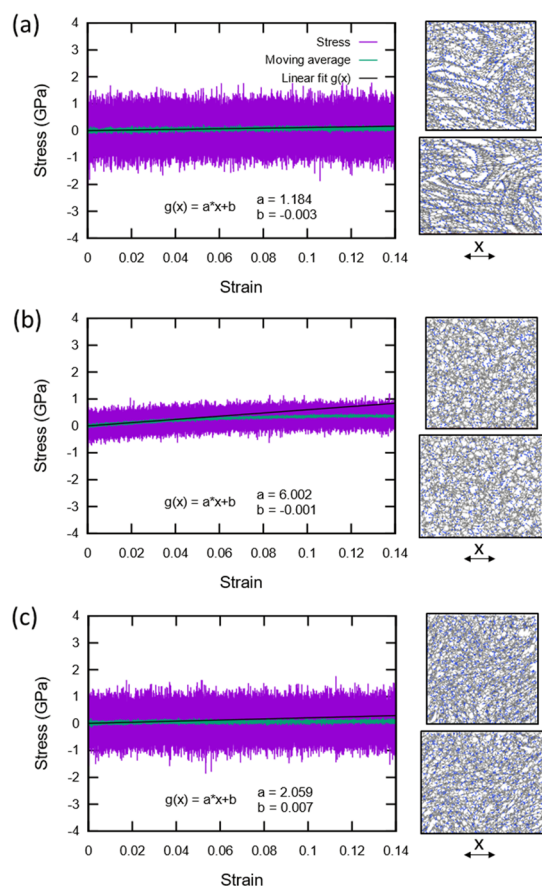 (a)
4
3
2
1
0
-1
-2
-3
-4
Stress (GPa)
Stress
Moving average
Linear fit g(x)
g(x) = a*x+b
a = 1.184
b = -0.003
0 0.02 0.04 0.06 0.08 0.1 0.12 0.14
Strain
X
(b)
4
3
2
1
0
-1
-2
-3
-4
Stress (GPa)
g(x) = a*x+b
a = 6.002
b = -0.001
0 0.02 0.04 0.06 0.08 0.1 0.12 0.14
Strain
X
(c)
4
3
2
1
0
-1
-2
-3
-4
Stress (GPa)
g(x) = a*x+b
a = 2.059
b = 0.007
0 0.02 0.04 0.06 0.08 0.1 0.12 0.14
Strain
X